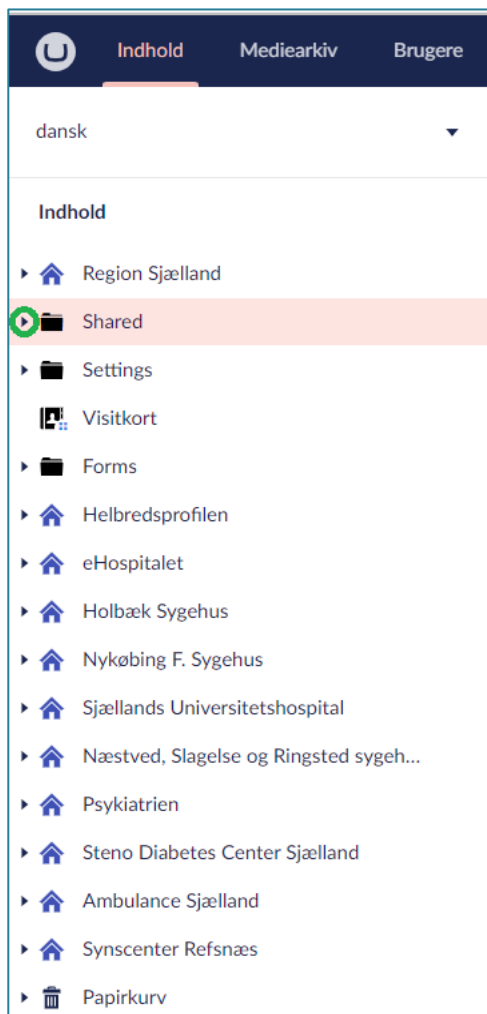 Indhold Mediearkiv Brugere
dansk
Indhold
Region Sjælland
Shared
Settings
Visitkort
Forms
Helbredsprofilen
eHospitalet
Holbæk Sygehus
Nykøbing F. Sygehus
Sjællands Universitetshospital
Næstved, Slagelse og Ringsted sygeh...
Psykiatrien
Steno Diabetes Center Sjælland
Ambulance Sjælland
Synscenter Refsnæs
Papirkurv